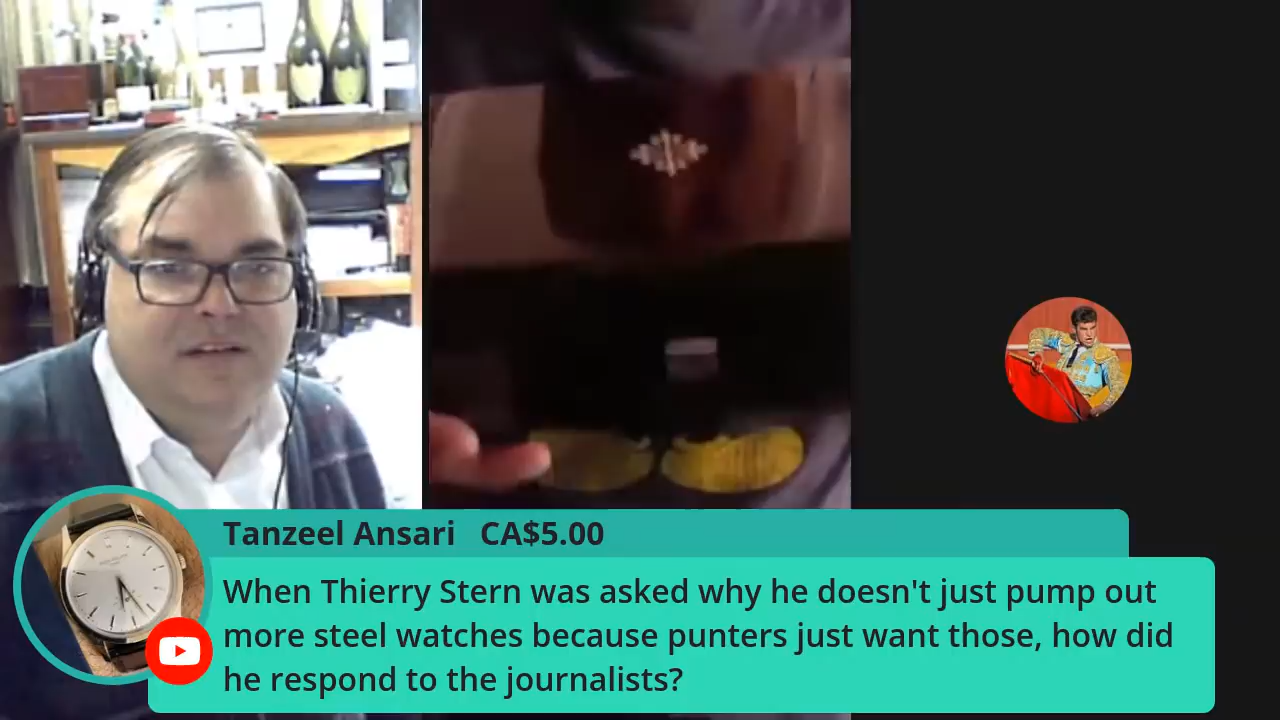 Tanzeel Ansari CA$5.00
When Thierry Stern was asked why he doesn't just pump out
more steel watches because punters just want those, how did
he respond to the journalists?